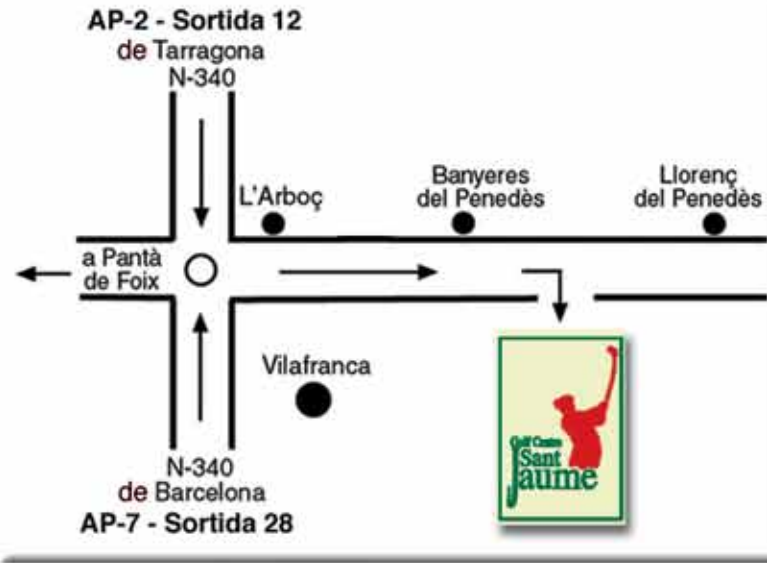 AP-2 - Sortida 12
de Tarragona
N-340
L'Arboç
Banyeres
del Penedès
Llorenç
del Penedès
a Pantà
de Foix
Vilafranca
Golf Centre
Sant
Jaume
N-340
de Barcelona
AP-7 - Sortida 28